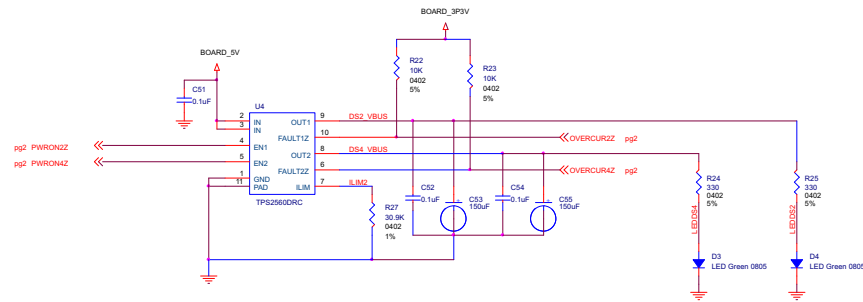 BOARD_3P3V
BOARD_5V
R22
10K
0402
5%
R23
10K
0402
5%
C51
0.1uF
U4
2
3
4
5
1
11
IN
IN
EN1
EN2
GND
PAD
OUT1
FAULT1Z
OUT2
FAULT2Z
ILIM
9
10
8
6
7
TPS2560DRC
DS2_VBUS
DS4_VBUS
ILIM2
pg2 PWRON2Z
pg2 PWRON4Z
OVERCUR2Z pg2
OVERCUR4Z pg2
R27
30.9K
0402
1%
C52
0.1uF
C53
150uF
C54
0.1uF
C55
150uF
+
+
R24
330
0402
5%
R25
330
0402
5%
LEDDS4
LEDDS2
D3
LED Green 0805
D4
LED Green 0805